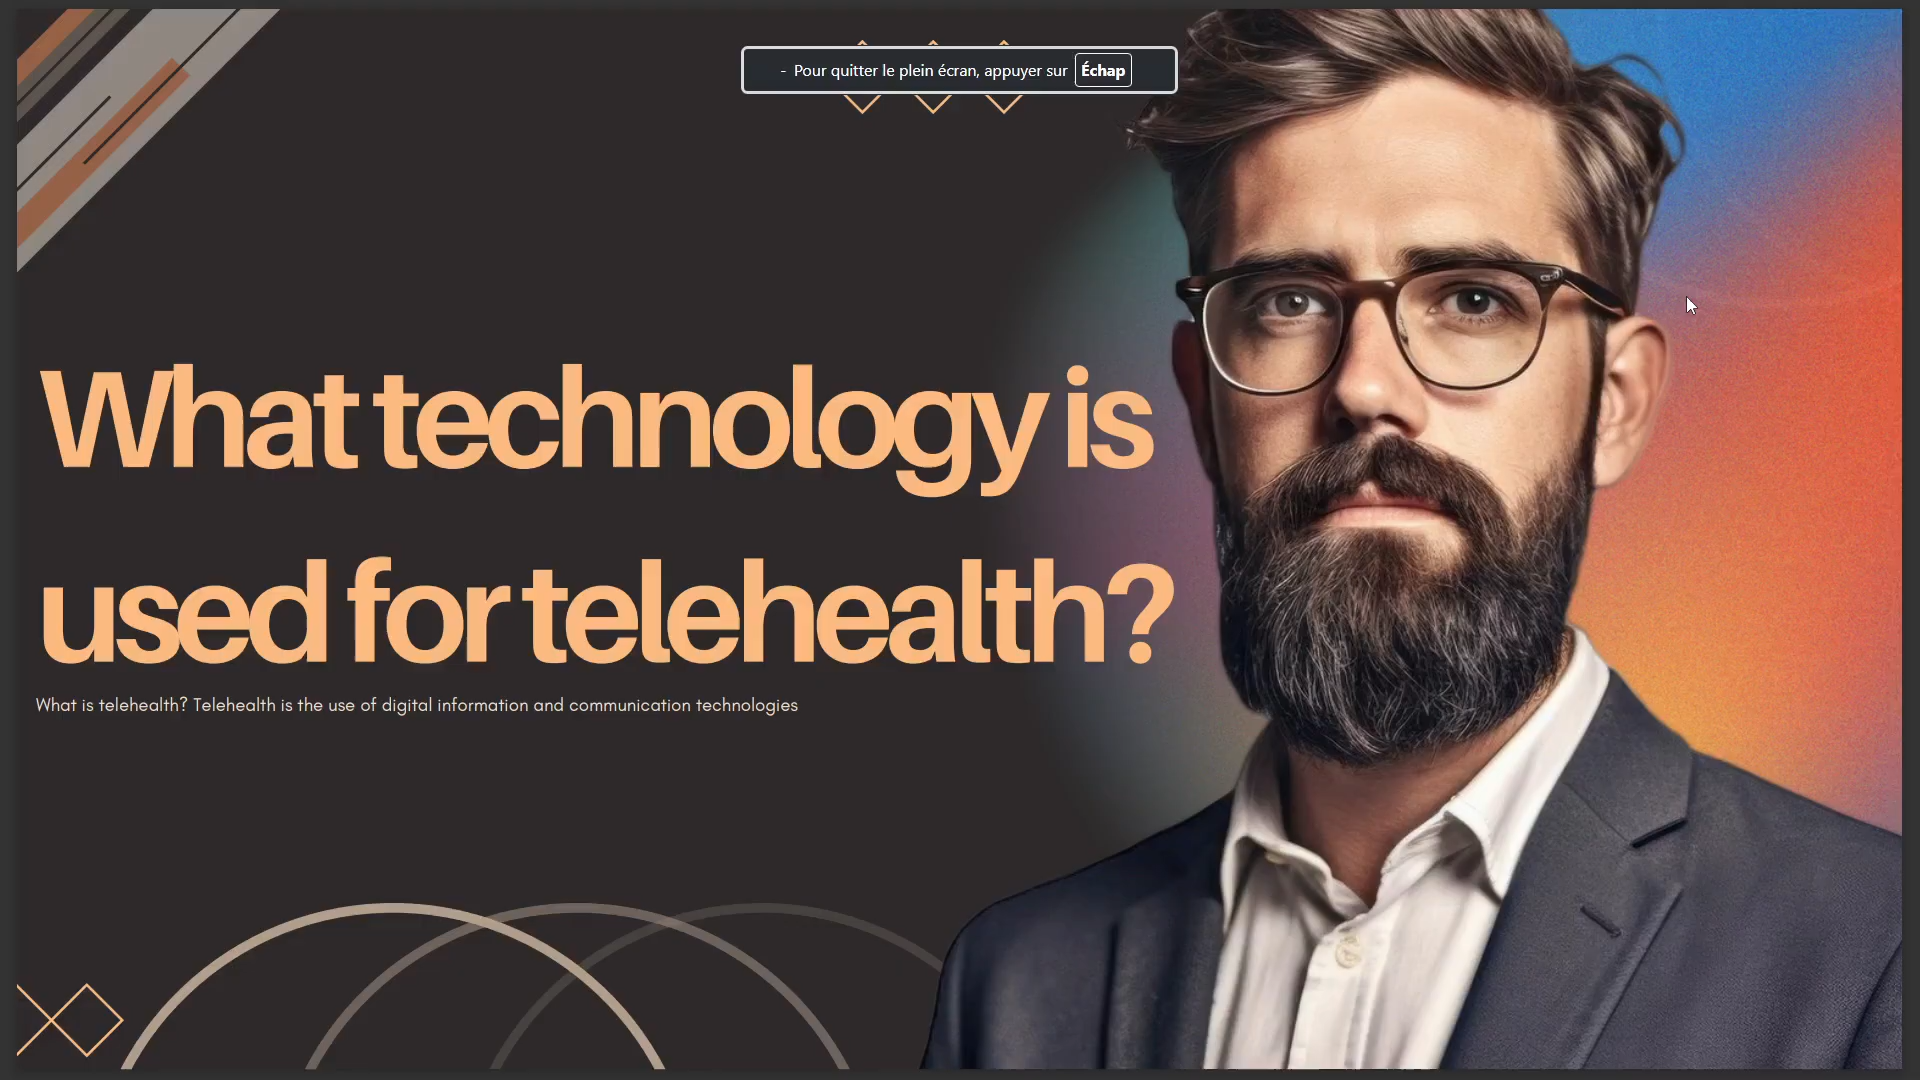 - Pour quitter le plein écran, appuyer sur Échap
What technology is
used for telehealth?
What is telehealth? Telehealth is the use of digital information and communication technologies